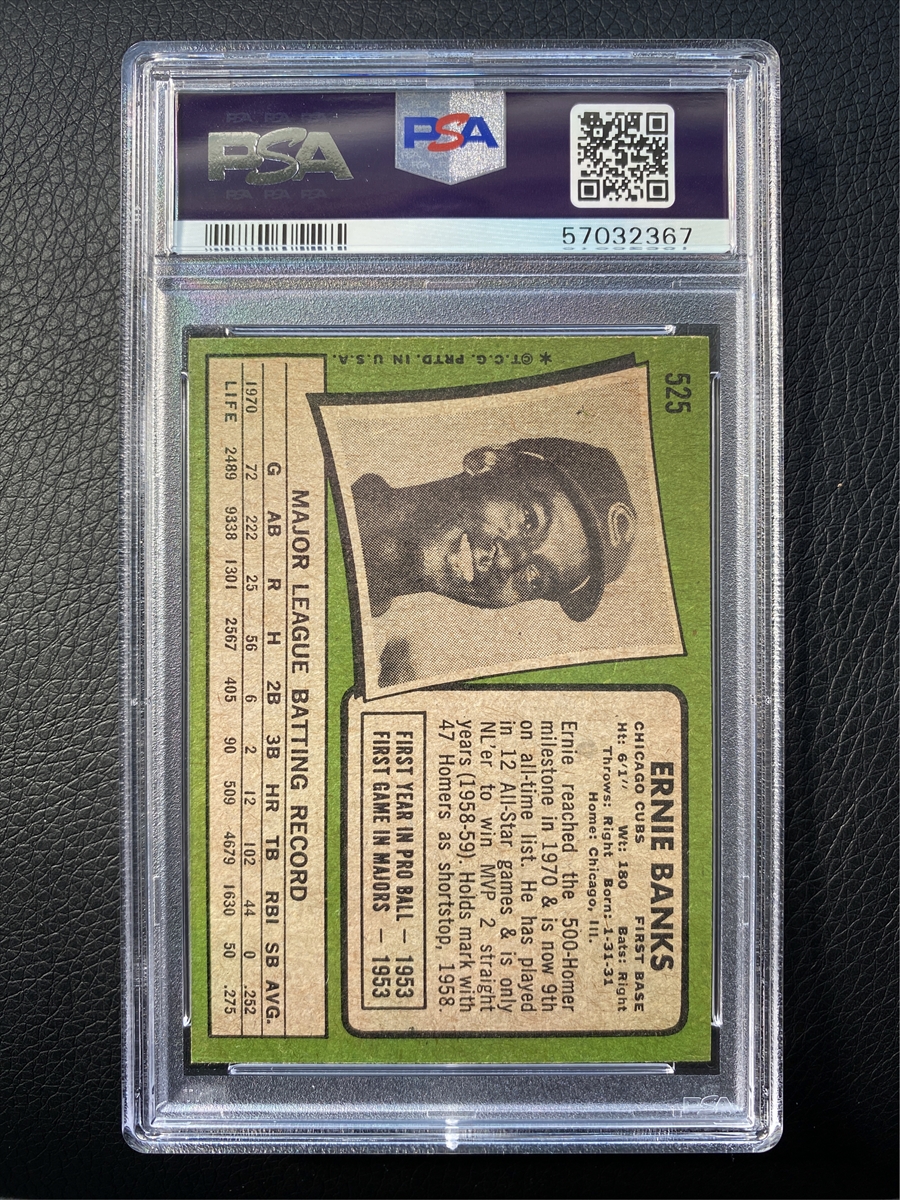 PSA
PSA
57032367
525
✶©T.C.G. PRTD. IN U.S.A.
ERNIE BANKS
CHICAGO CUBS FIRST BASE
Ht: 6/1" Wt: 180 Bats: Right
Throws: Right Born: 1-31-31
Home: Chicago, Ill.
Ernie reached the 500-Homer
milestone in 1970 & is now 9th
on all-time list. He has played
in 12 All-Star games & is only
NL'er to win MVP 2 straight
years (1958-59). Holds mark with
47 Homers as shortstop, 1958.
FIRST YEAR IN PRO BALL — 1953
FIRST GAME IN MAJORS — 1953
MAJOR LEAGUE BATTING RECORD
G AB R H 2B 3B HR TB RBI SB AVG.
1970 72 222 25 56 6 2 12 102 44 0 .252
LIFE 2489 9338 1301 2567 405 90 509 4679 1630 50 .275
PSA